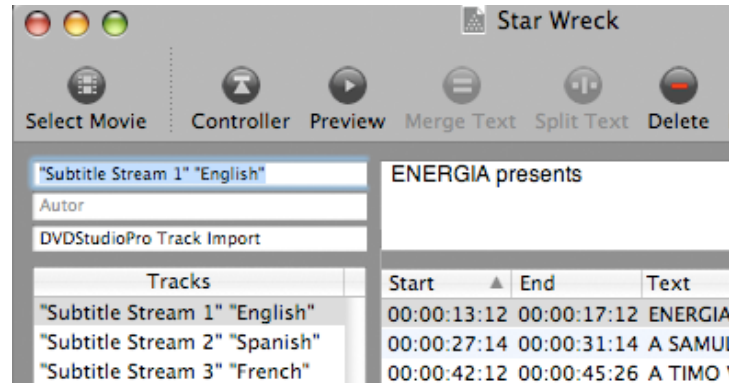 Star Wreck
Select Movie Controller Preview Merge Text Split Text Delete
"Subtitle Stream 1" "English"
Autor
DVDStudioPro Track Import
ENERGIA presents
Tracks
"Subtitle Stream 1" "English"
"Subtitle Stream 2" "Spanish"
"Subtitle Stream 3" "French"
Start End Text
00:00:13:12 00:00:17:12 ENERGIA
00:00:27:14 00:00:31:14 A SAMUL
00:00:42:12 00:00:45:26 A TIMO